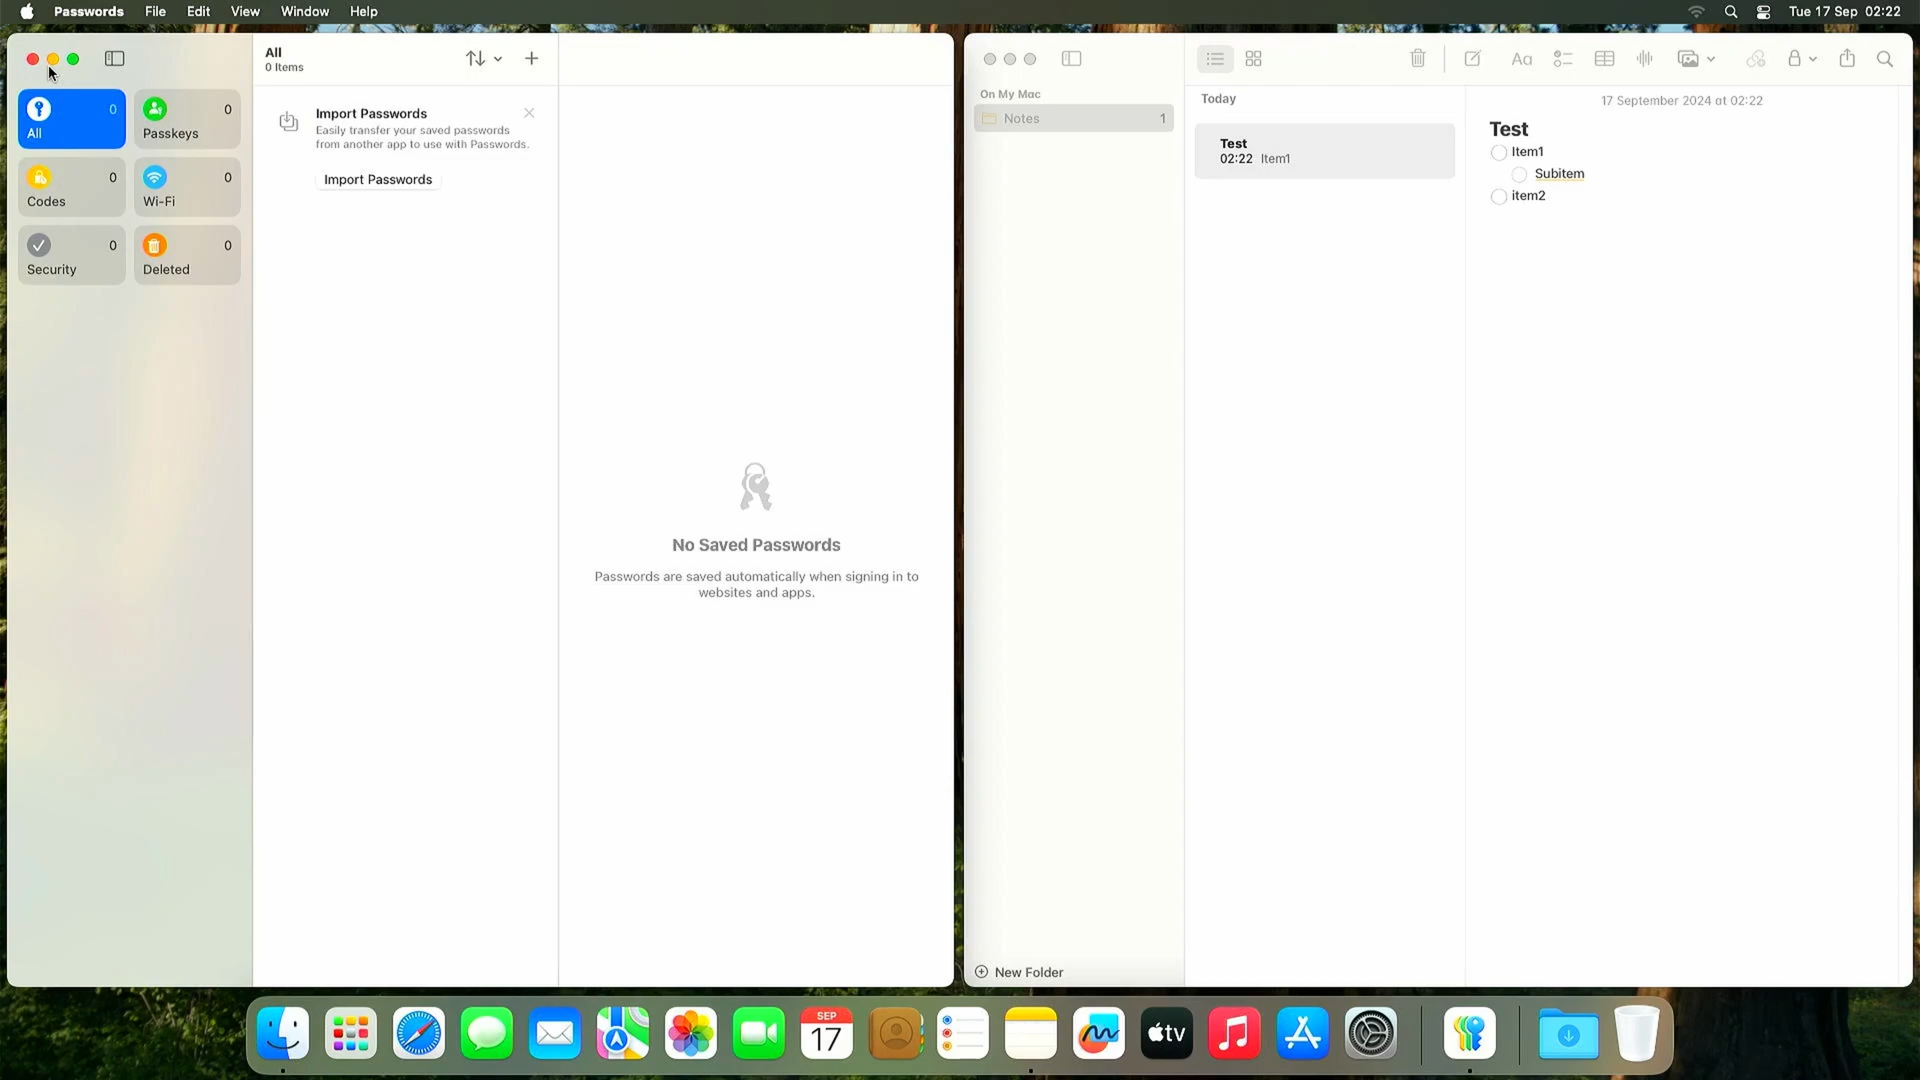 Passwords File Edit View Window Help
Tue 17 Sep 02:22
All
0 Items
0
All
0
Passkeys
0
Codes
0
Wi-Fi
0
Security
0
Deleted
Import Passwords
Easily transfer your saved passwords
from another app to use with Passwords.
Import Passwords
No Saved Passwords
Passwords are saved automatically when signing in to
websites and apps.
On My Mac
Notes 1
New Folder
Today
Test
02:22 Item1
Aa
17 September 2024 at 02:22
Test
Item1
Subitem
item2
SEP
17
tv